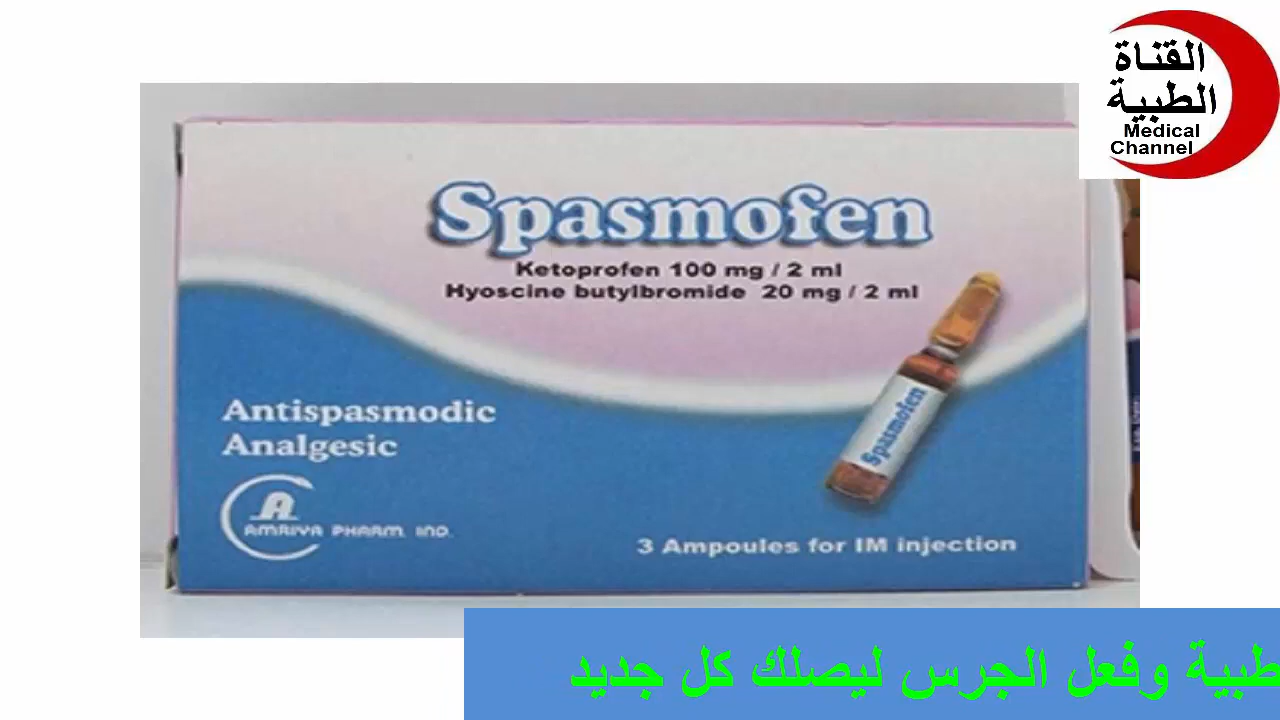 القناة
الطبية
Medical
Channel
Spasmofen
Ketoprofen 100 mg / 2 ml
Hyoscine butylbromide 20 mg / 2 ml
Spasmofen
Antispasmodic
Analgesic
A
AMRIYA PHARM. IND.
3 Ampoules for IM injection
طبية وفعل الجرس ليصلك كل جديد